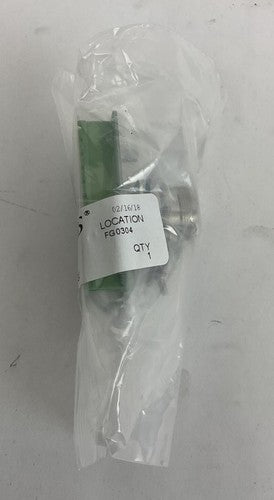 02/16/18
LOCATION
FG0304
QTY
1
®